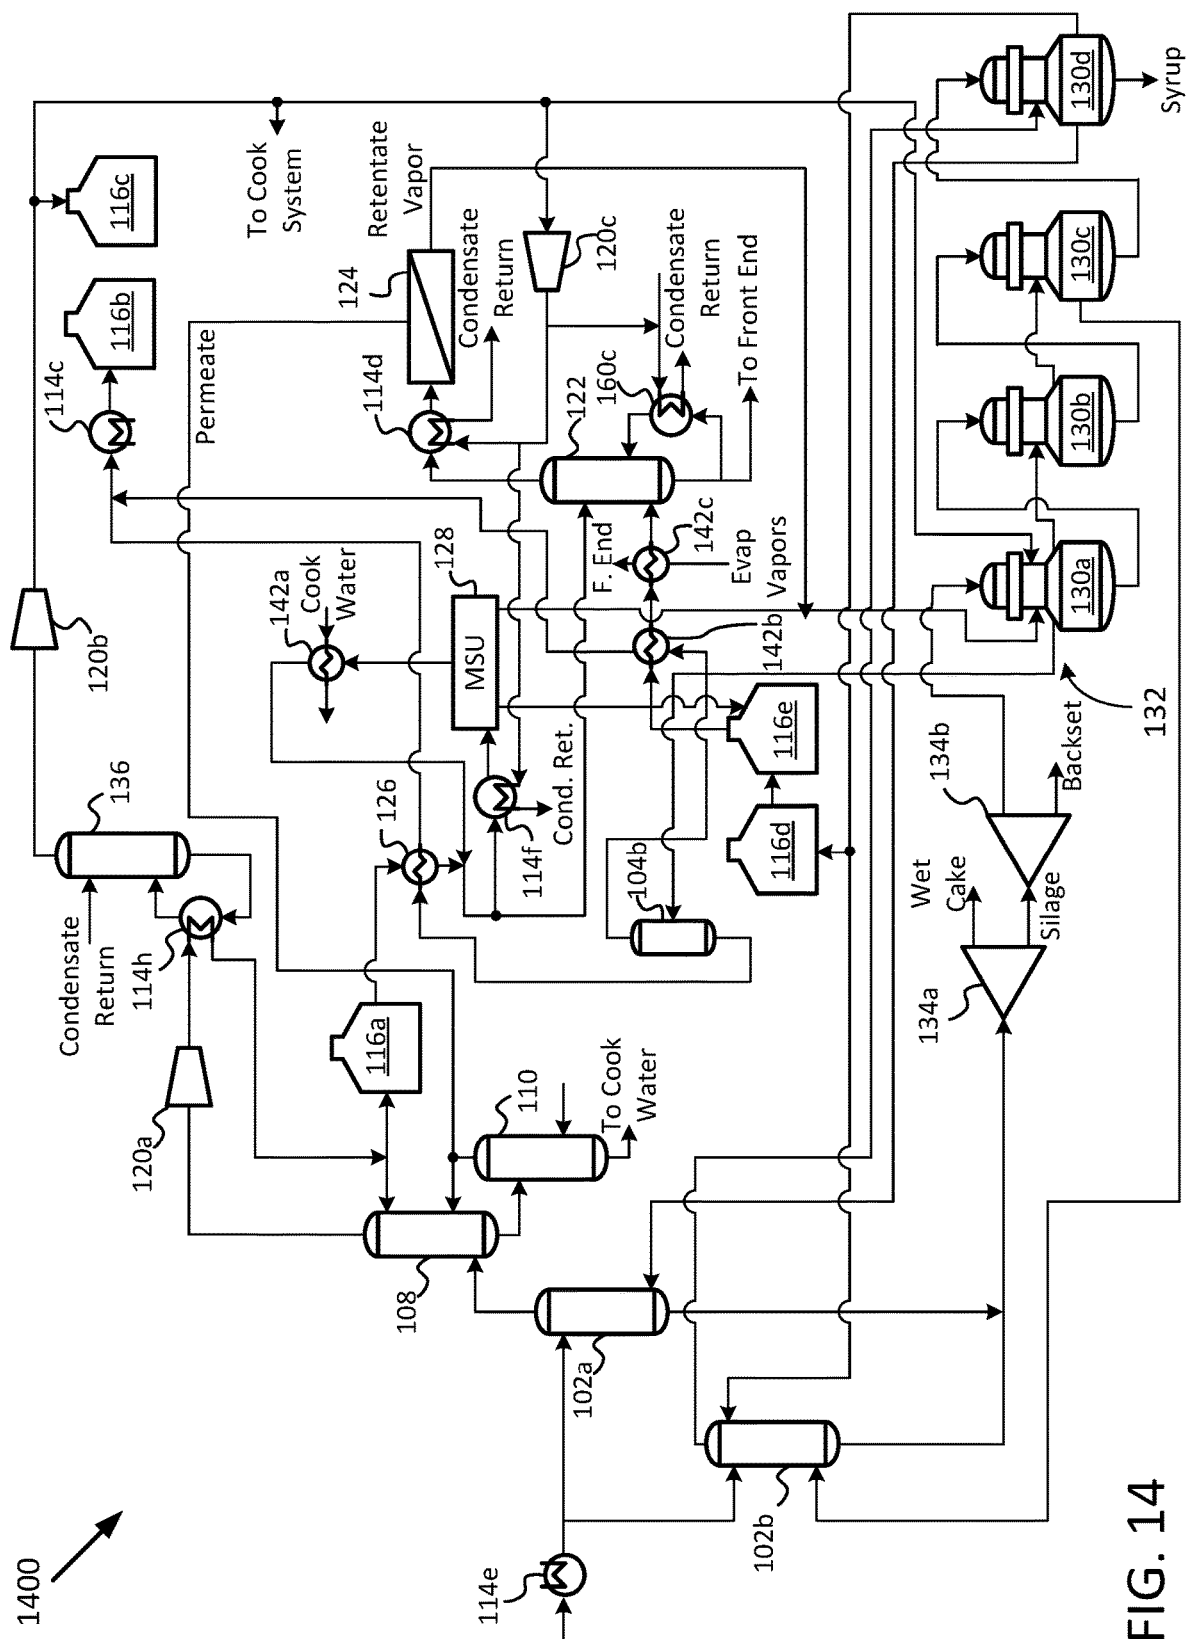 1400
120b
136
Condensate
Return
114h
120a
114c
116b
116c
To Cook
System
Permeate
142a
Cook
Water
126
116a
110
To Cook
Water
108
102a
102b
114e
124
Retentate
Vapor
Condensate
Return
114d
120c
122
160c
Condensate
Return
To Front End
128
MSU
F. End
142c
Evap
Vapors
142b
114f
Cond. Ret.
104b
116d
116e
Wet
Cake
134a
Silage
134b
Backset
132
130a
130b
130c
130d
Syrup
FIG. 14